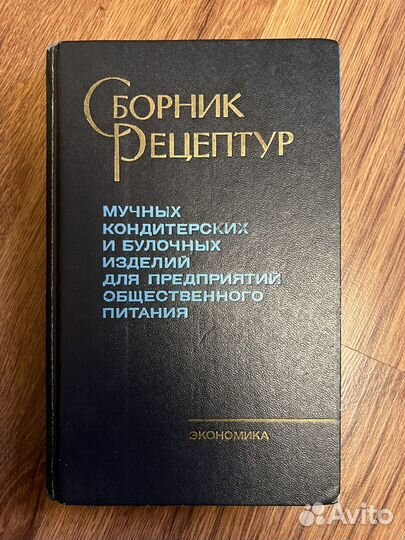 Сборник
Рецептур
мучных
кондитерских
и булочных
изделий
для предприятий
общественного
питания
экономика
Avito